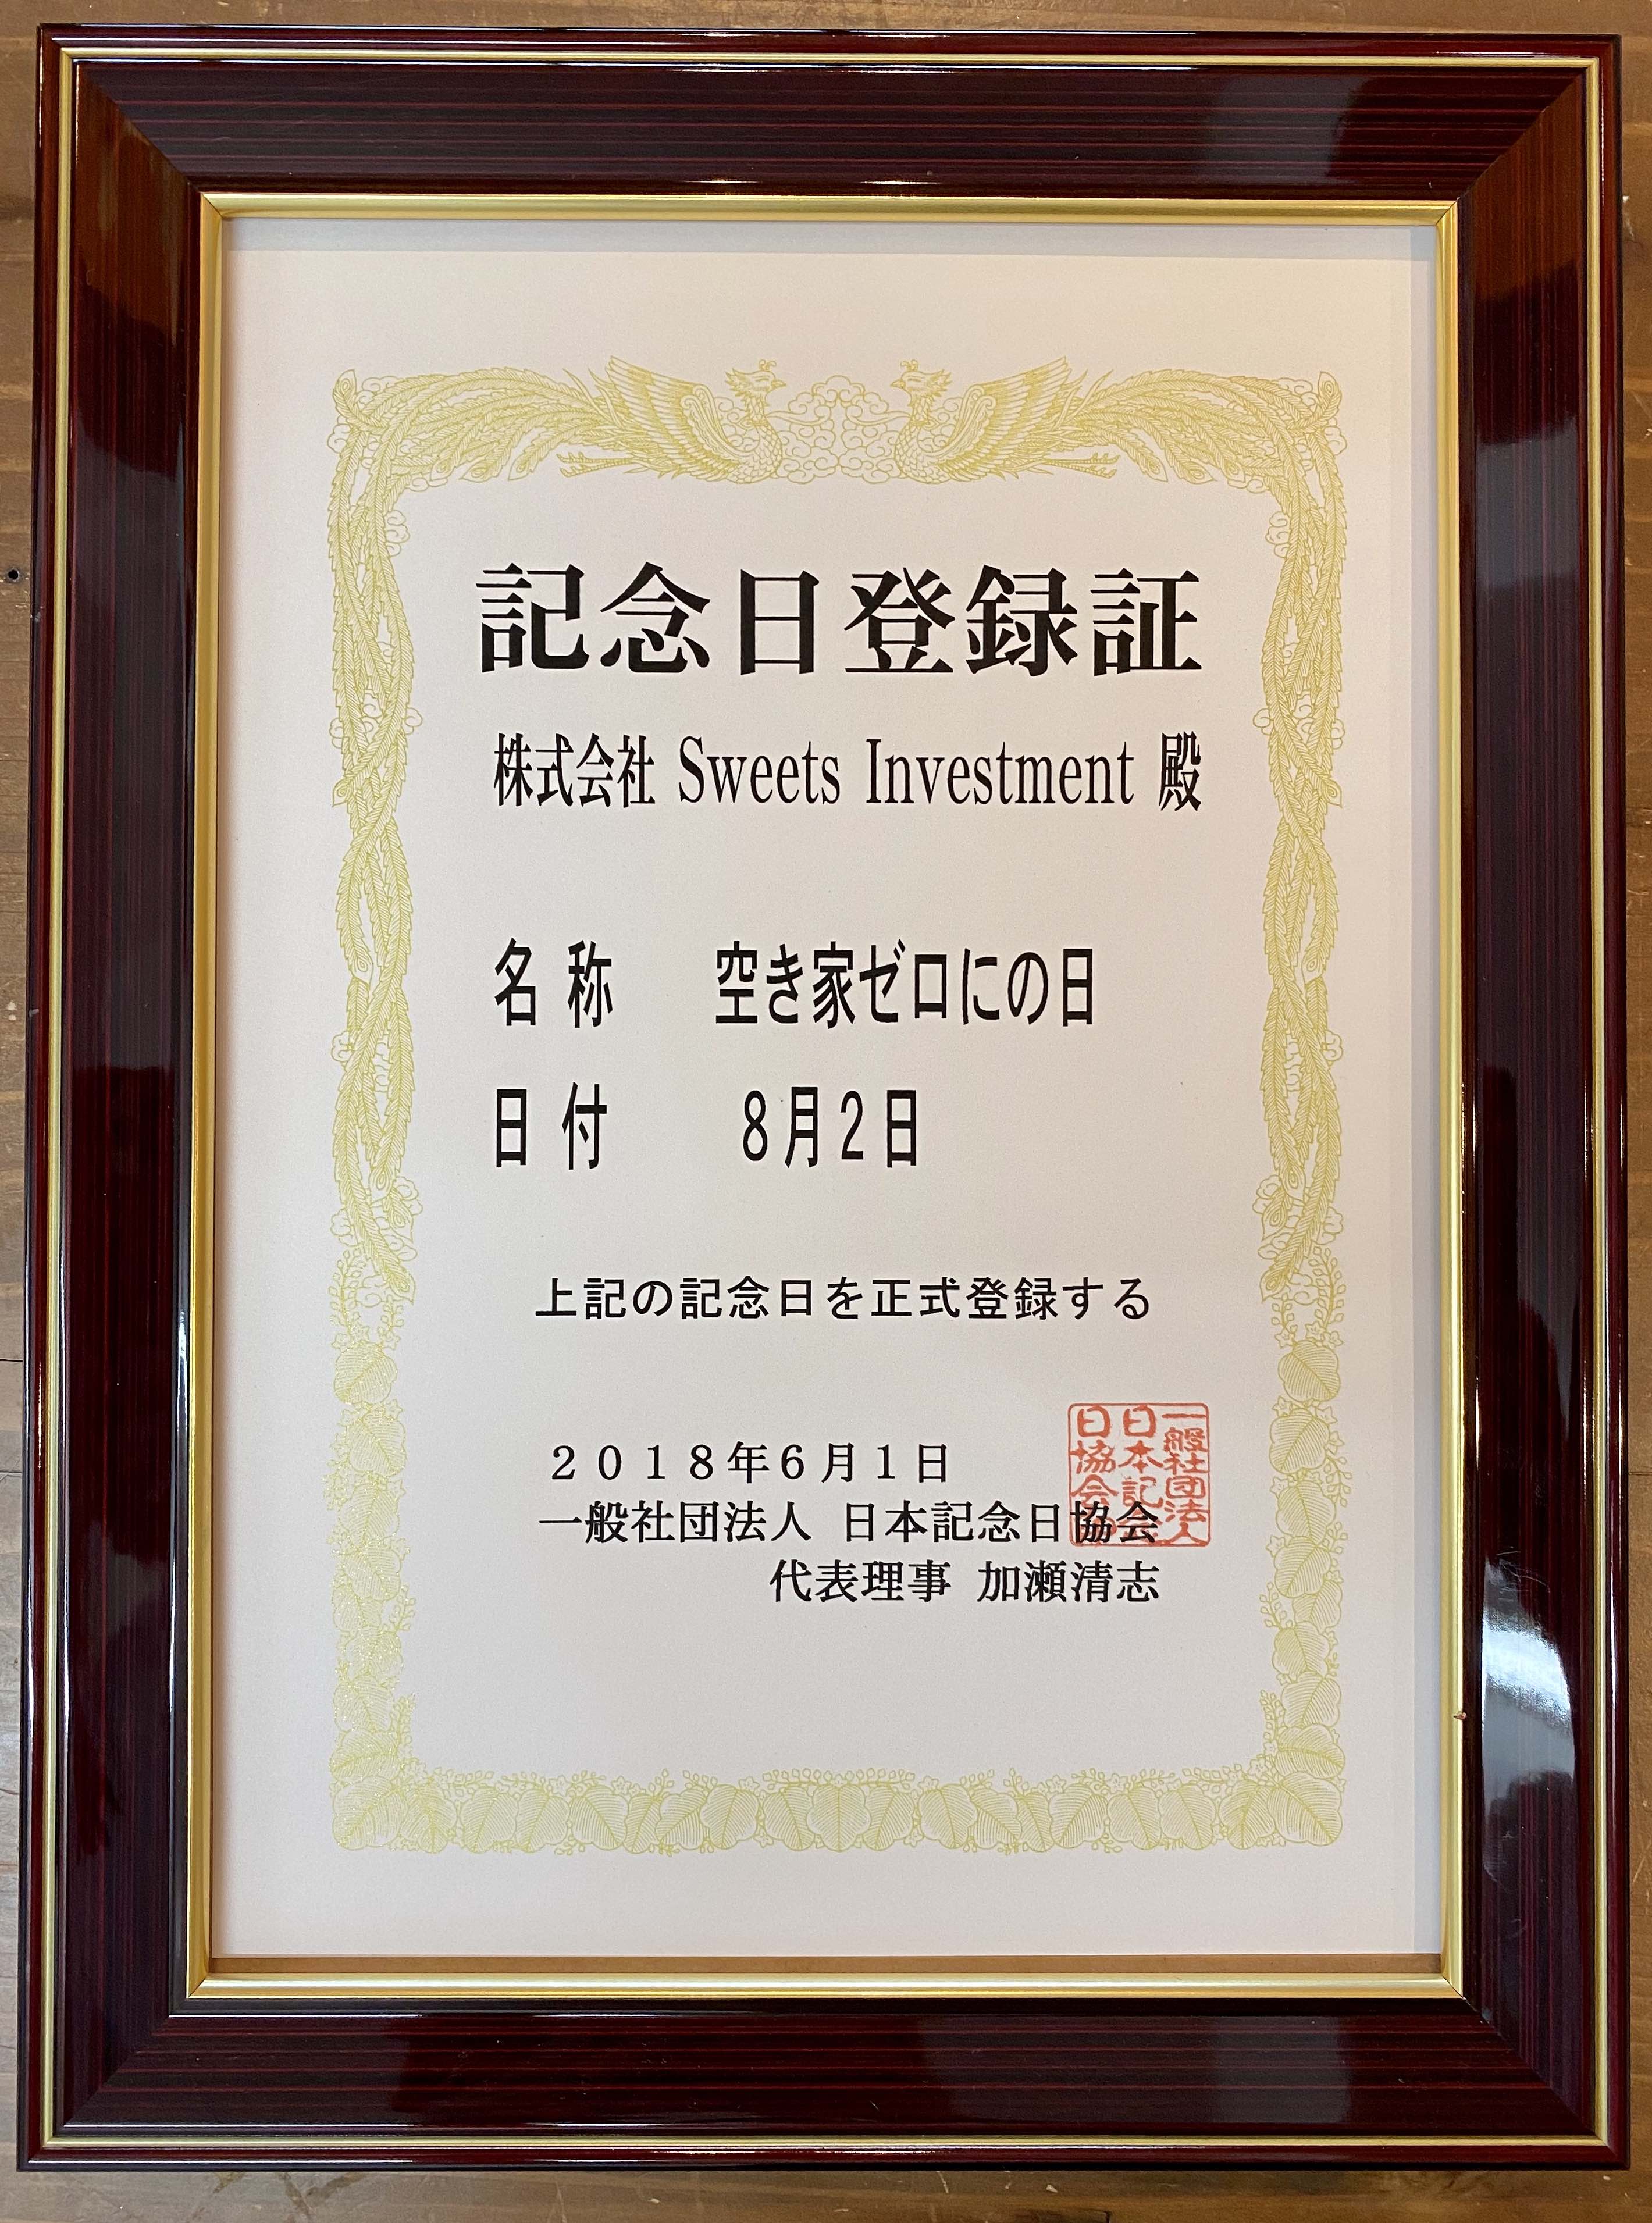 記念日登録証
株式会社 Sweets Investment 殿
名称 空き家ゼロにの日
日付 8月2日
上記の記念日を正式登録する
2018年6月1日
一般社団法人 日本記念日協会
代表理事 加瀬清志
一般社団法人
日本記念
日協会